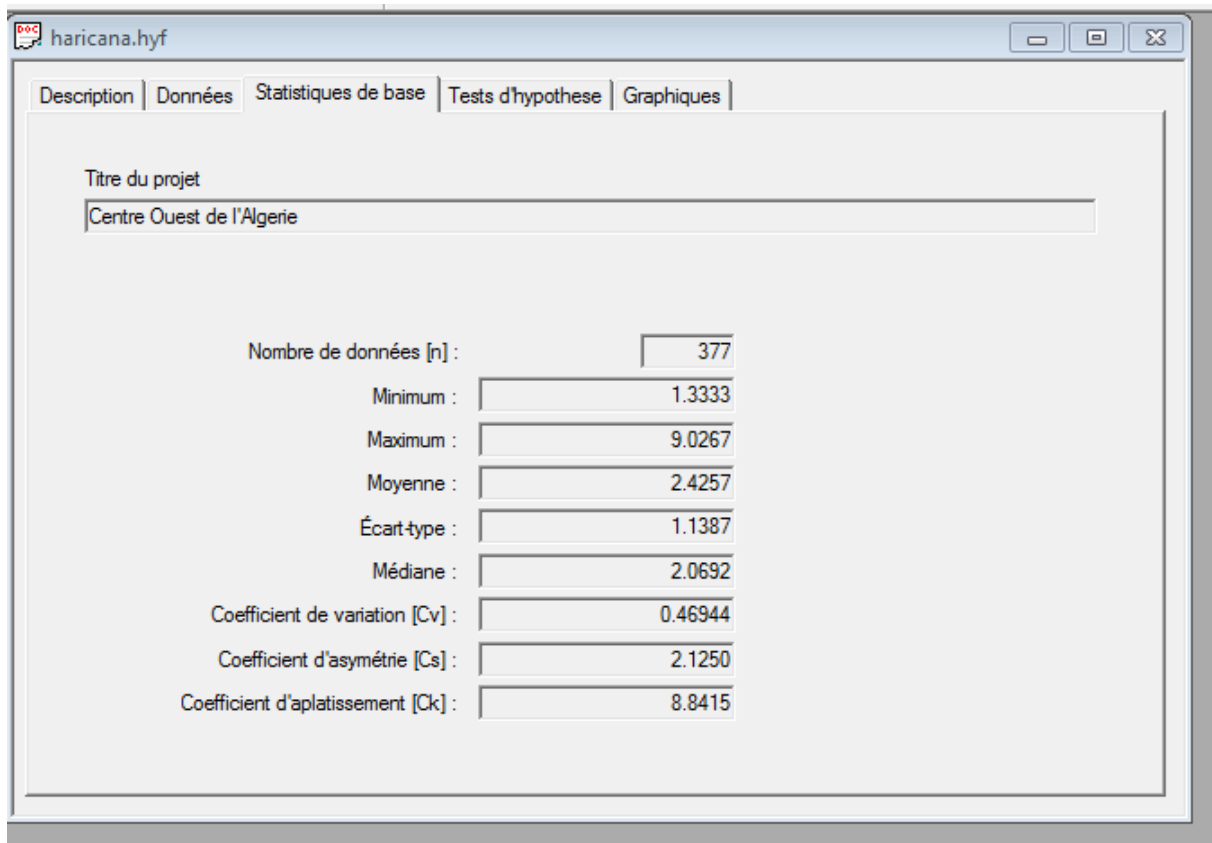 haricana.hyf
Description Données Statistiques de base Tests d'hypothese Graphiques
Titre du projet
Centre Ouest de l'Algerie
Nombre de données [n] : 377
Minimum : 1.3333
Maximum : 9.0267
Moyenne : 2.4257
Écart-type : 1.1387
Médiane : 2.0692
Coefficient de variation [Cv] : 0.46944
Coefficient d'asymétrie [Cs] : 2.1250
Coefficient d'aplatissement [Ck] : 8.8415